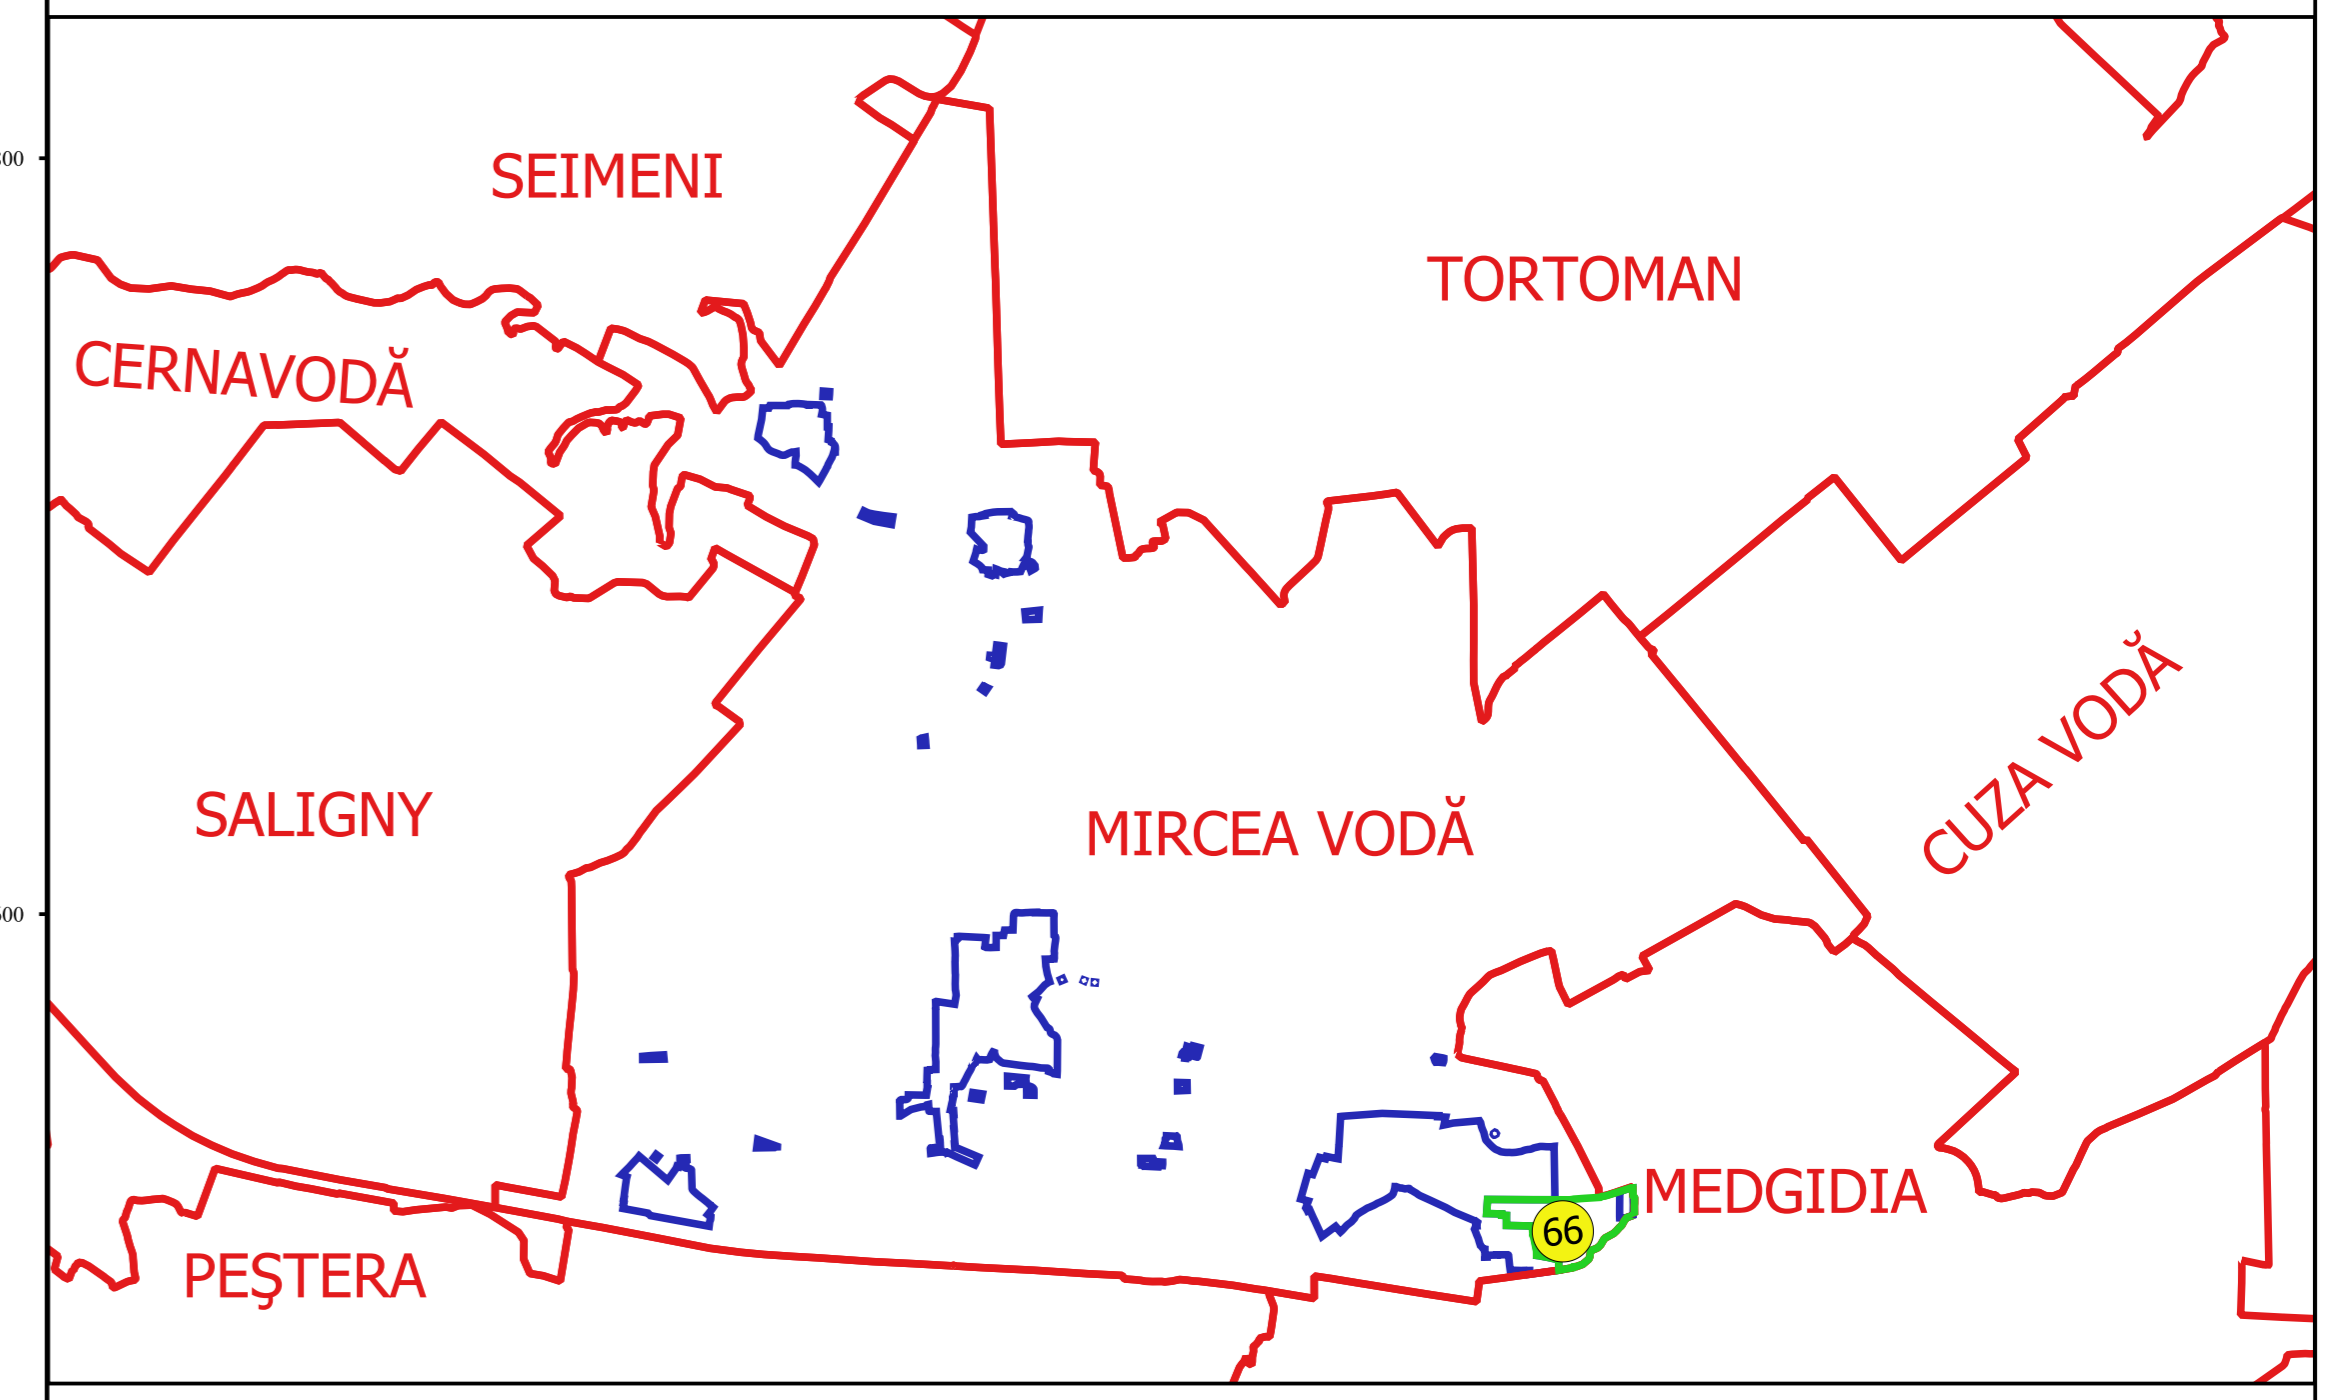 SEIMENI
TORTOMAN
CERNAVODĂ
CUZA VODĂ
SALIGNY
MIRCEA VODĂ
MEDGIDIA
66
PEŞTERA